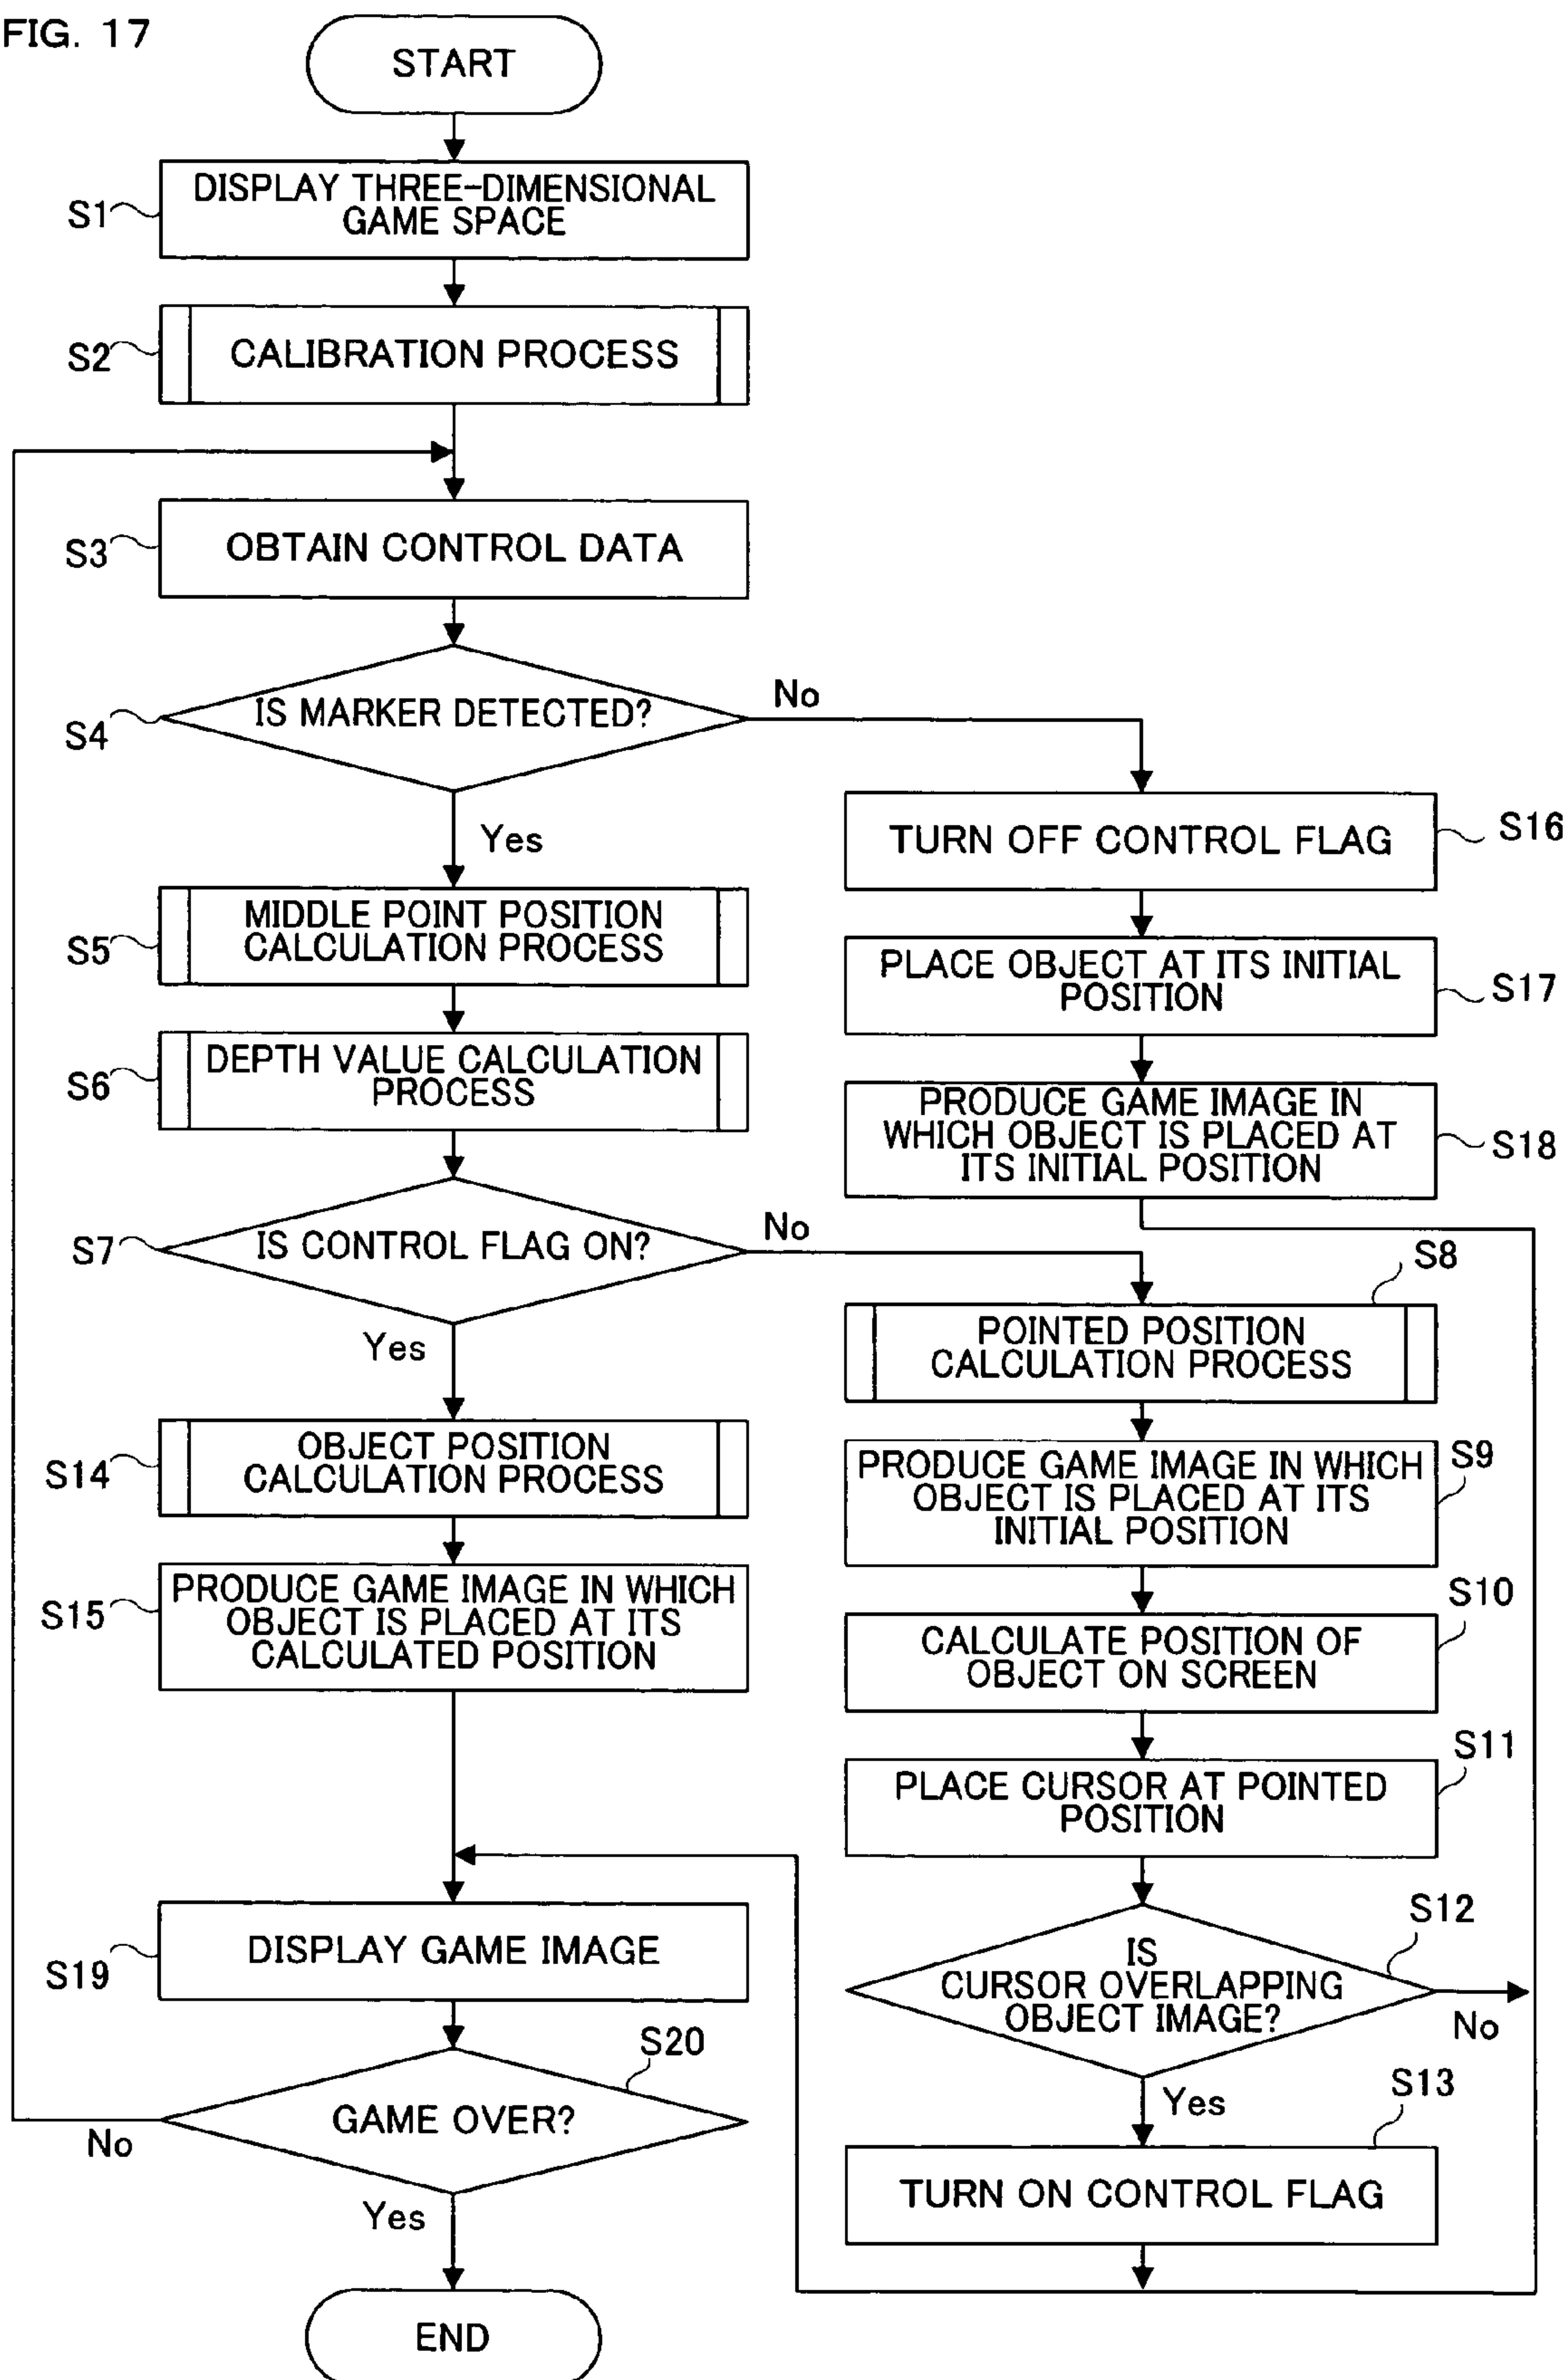 FIG. 17
START
S1
DISPLAY THREE-DIMENSIONAL
GAME SPACE
S2
CALIBRATION PROCESS
S3
OBTAIN CONTROL DATA
S4
IS MARKER DETECTED?
No
Yes
S5
MIDDLE POINT POSITION
CALCULATION PROCESS
S6
DEPTH VALUE CALCULATION
PROCESS
S7
IS CONTROL FLAG ON?
No
Yes
S14
OBJECT POSITION
CALCULATION PROCESS
S15
PRODUCE GAME IMAGE IN WHICH
OBJECT IS PLACED AT ITS
CALCULATED POSITION
S19
DISPLAY GAME IMAGE
S20
GAME OVER?
No
Yes
END
TURN OFF CONTROL FLAG
S16
PLACE OBJECT AT ITS INITIAL
POSITION
S17
PRODUCE GAME IMAGE IN
WHICH OBJECT IS PLACED AT
ITS INITIAL POSITION
S18
S8
POINTED POSITION
CALCULATION PROCESS
S9
PRODUCE GAME IMAGE IN WHICH
OBJECT IS PLACED AT ITS
INITIAL POSITION
S10
CALCULATE POSITION OF
OBJECT ON SCREEN
S11
PLACE CURSOR AT POINTED
POSITION
S12
IS
CURSOR OVERLAPPING
OBJECT IMAGE?
No
Yes
S13
TURN ON CONTROL FLAG